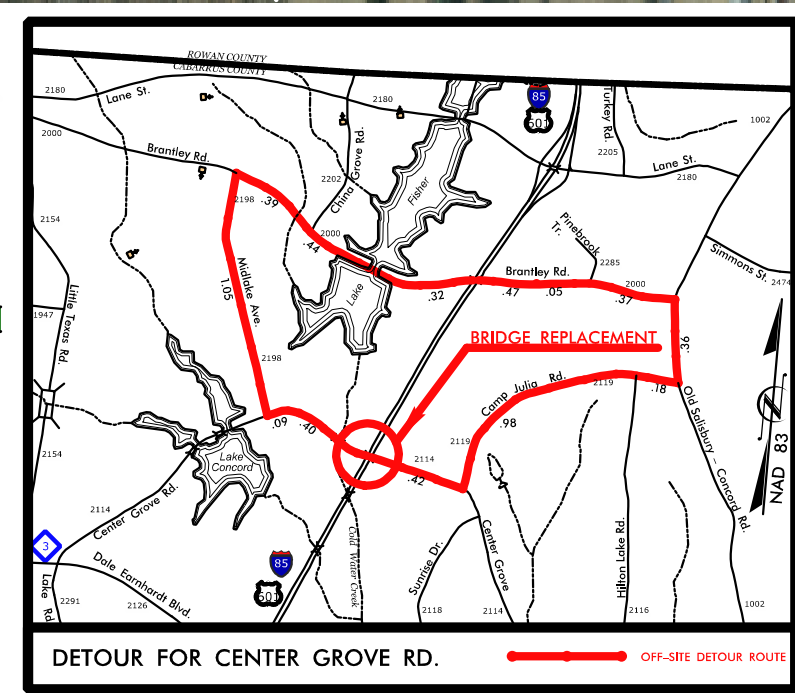 ROWAN COUNTY
CABARRUS COUNTY
2180
Lane St.
2180
85
601
Turkey Rd.
1002
2000
Brantley Rd.
China Grove Rd.
2202
2205
Lane St.
2180
2198
.39
Fisher
2154
2000
.44
Pinebrook
Tr.
Simmons St.
2474
Little Texas Rd.
1.05
Midlake Ave.
Lake
.32
Brantley Rd.
.47
.05
2285
2000
.37
1947
2198
BRIDGE REPLACEMENT
.36
Camp Julia Rd.
2119
.18
.98
.09
.40
2119
Old Salisbury – Concord Rd.
NAD 83
2154
Lake
Concord
2114
.42
2114
Center Grove Rd.
3
Cold Water Creek
Center Grove
Hilton Lake Rd.
Dale Earnhardt Blvd.
85
601
Sunrise Dr.
Lake Rd
2291
2126
2118
2114
2116
1002
DETOUR FOR CENTER GROVE RD.
OFF–SITE DETOUR ROUTE